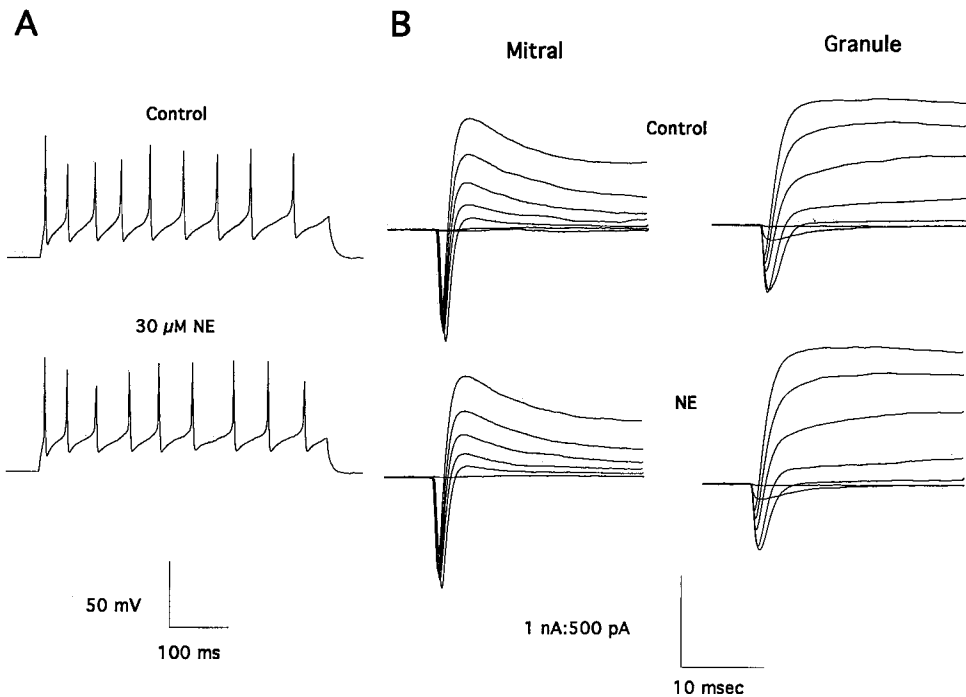 A
B
Mitral
Granule
Control
Control
30 µM NE
NE
50 mV
100 ms
1 nA:500 pA
10 msec